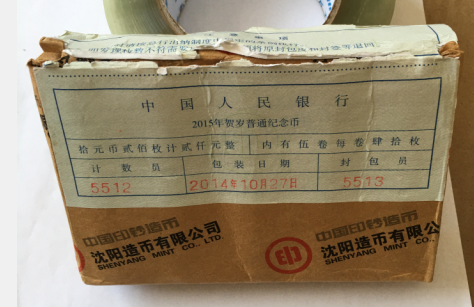 注意事项
中国人民银行
2015年贺岁普通纪念币
拾元币贰佰枚计贰仟元整 内有伍卷每卷肆拾枚
计数员 包装日期 封包员
5512 2014年10月27日 5513
中国印钞造币
沈阳造币有限公司
SHENYANG MINT CO., LTD.
中国印钞造币
沈阳造币有限公司
SHENYANG MINT CO., LTD.